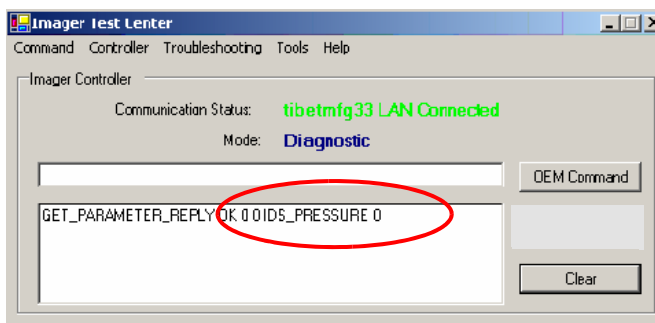 Imager Test Center
Command Controller Troubleshooting Tools Help
Imager Controller
Communication Status: tibetmfg33 LAN Connected
Mode: Diagnostic
OEM Command
GET_PARAMETER_REPLY OK 0 0 IDS_PRESSURE 0
Clear